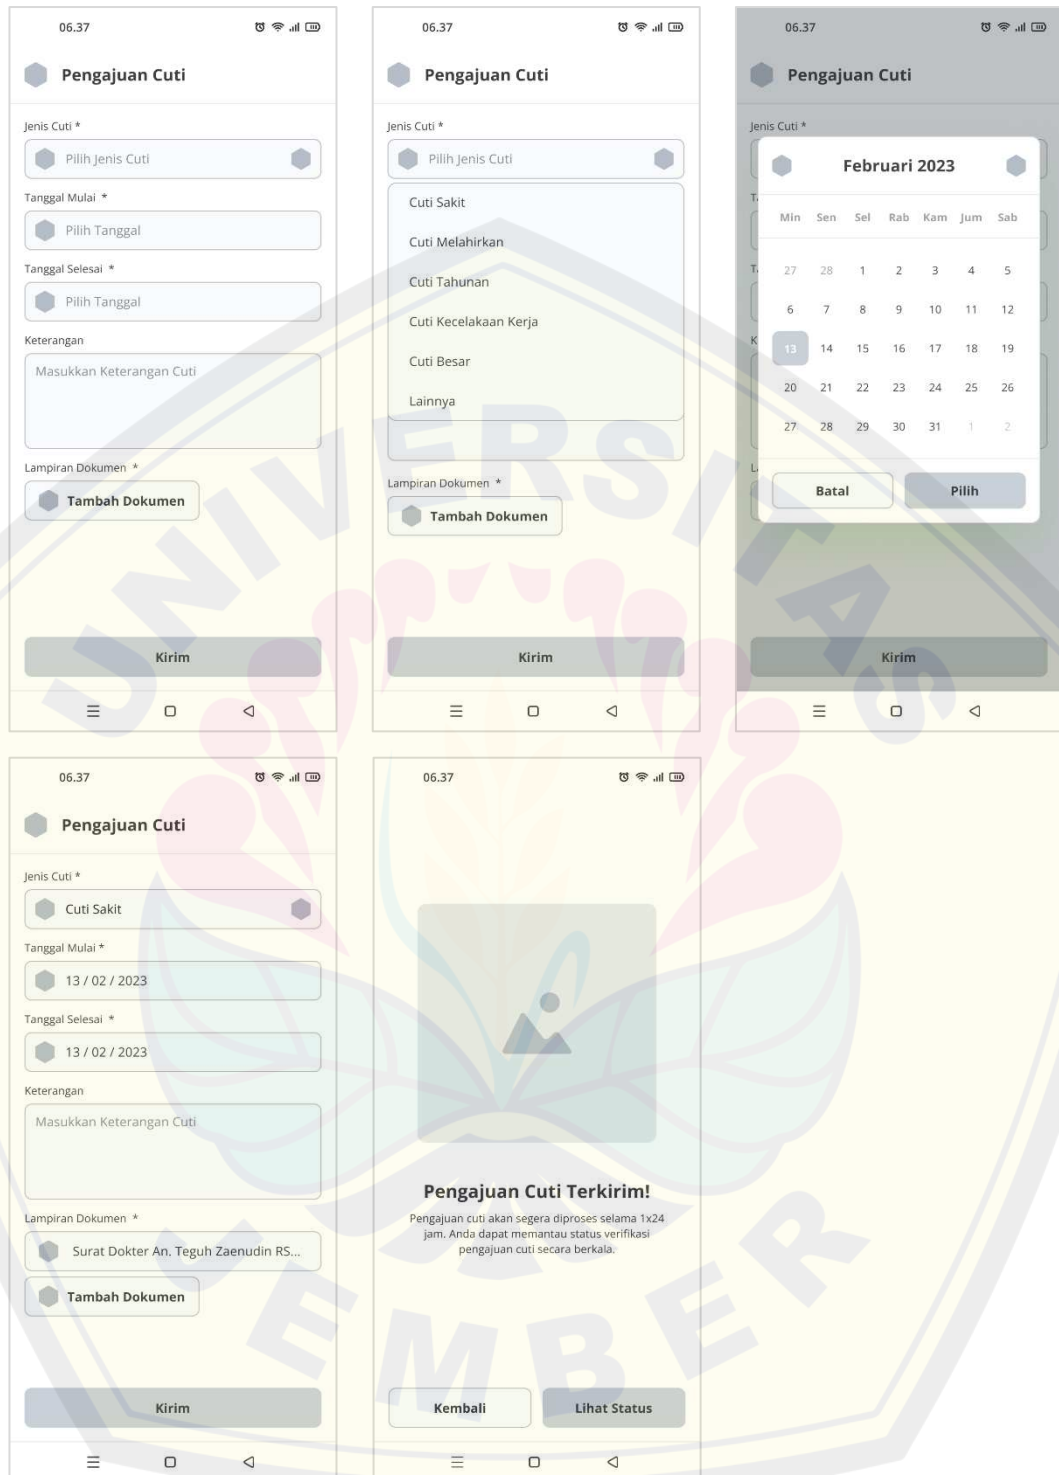 06.37
Pengajuan Cuti
Jenis Cuti *
Pilih Jenis Cuti
Tanggal Mulai *
Pilih Tanggal
Tanggal Selesai *
Pilih Tanggal
Keterangan
Masukkan Keterangan Cuti
Lampiran Dokumen *
Tambah Dokumen
Kirim
06.37
Pengajuan Cuti
Jenis Cuti *
Pilih Jenis Cuti
Cuti Sakit
Cuti Melahirkan
Cuti Tahunan
Cuti Kecelakaan Kerja
Cuti Besar
Lainnya
Lampiran Dokumen *
Tambah Dokumen
Kirim
06.37
Pengajuan Cuti
Jenis Cuti *
Februari 2023
Min Sen Sel Rab Kam Jum Sab
27 28 1 2 3 4 5
6 7 8 9 10 11 12
13 14 15 16 17 18 19
20 21 22 23 24 25 26
27 28 29 30 31 1 2
Batal Pilih
Kirim
06.37
Pengajuan Cuti
Jenis Cuti *
Cuti Sakit
Tanggal Mulai *
13 / 02 / 2023
Tanggal Selesai *
13 / 02 / 2023
Keterangan
Masukkan Keterangan Cuti
Lampiran Dokumen *
Surat Dokter An. Teguh Zaenudin RS...
Tambah Dokumen
Kirim
06.37
Pengajuan Cuti Terkirim!
Pengajuan cuti akan segera diproses selama 1x24
jam. Anda dapat memantau status verifikasi
pengajuan cuti secara berkala.
Kembali Lihat Status
UNIVERSITAS
JEMBER